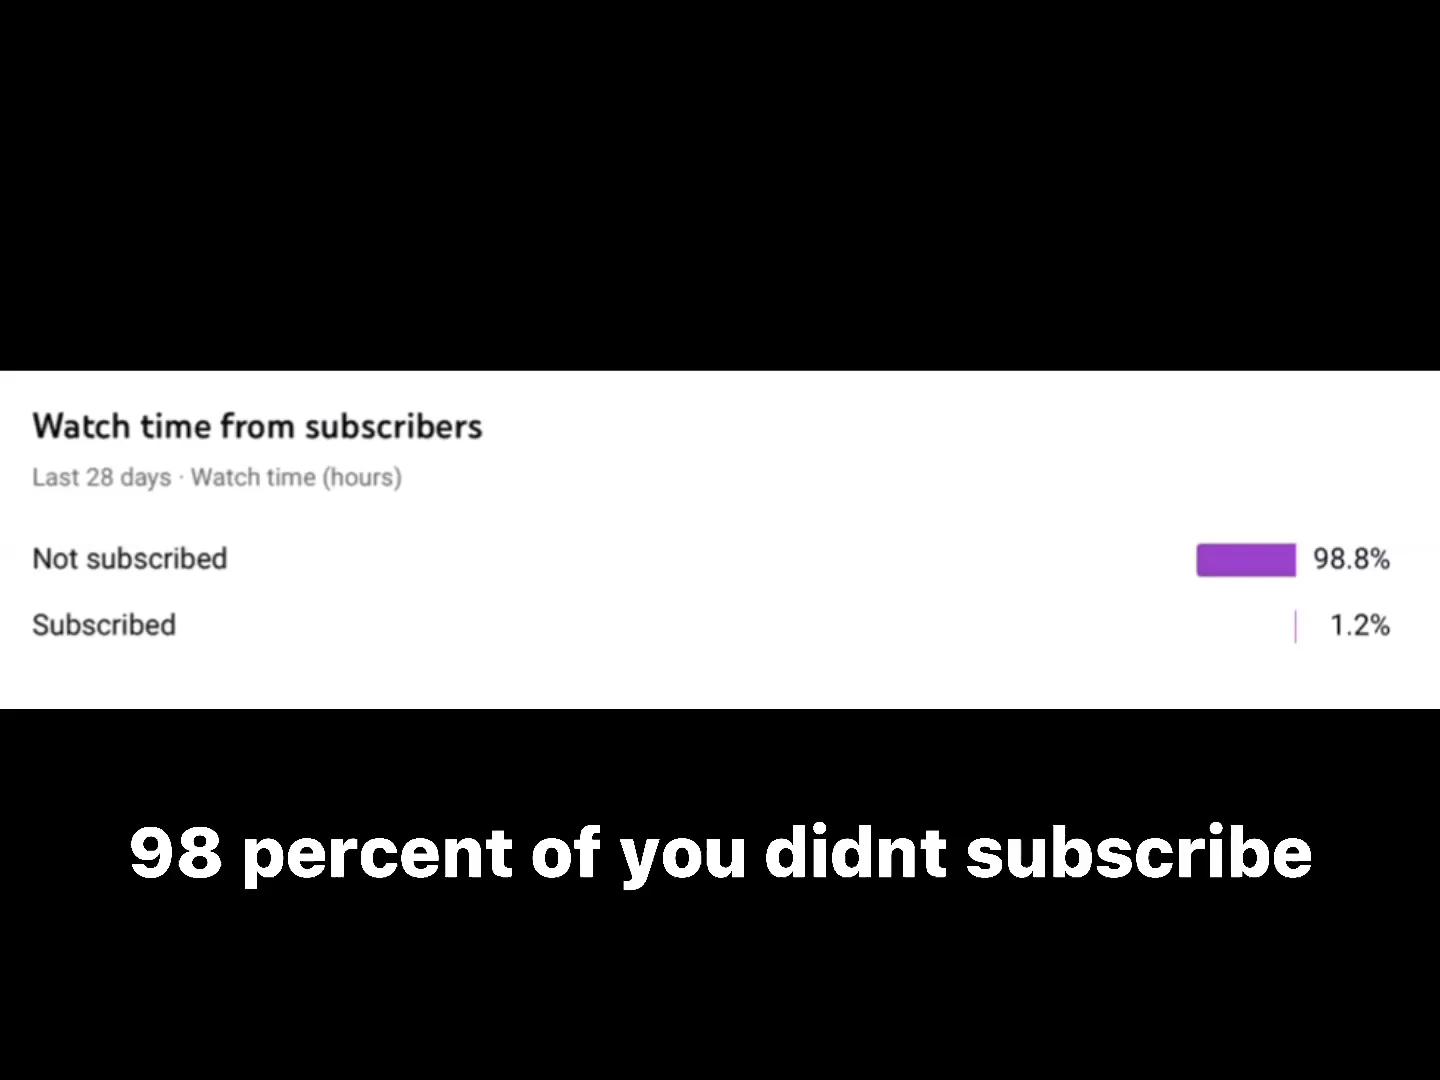 Watch time from subscribers
Last 28 days · Watch time (hours)
Not subscribed 98.8%
Subscribed 1.2%
98 percent of you didnt subscribe